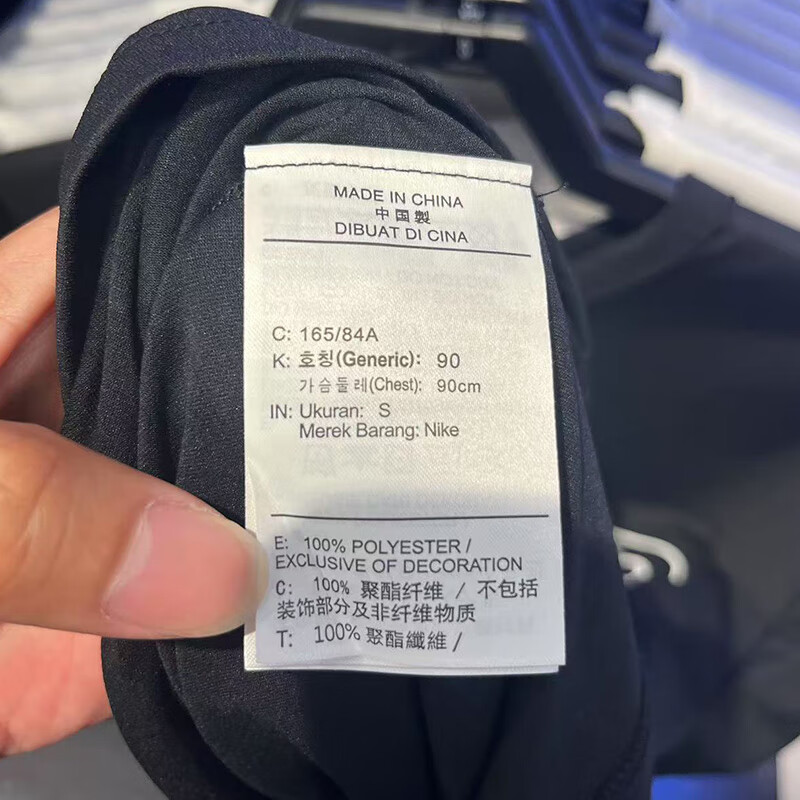 MADE IN CHINA
中国製
DIBUAT DI CINA
C: 165/84A
K: 호칭(Generic): 90
가슴둘레(Chest): 90cm
IN: Ukuran: S
Merek Barang: Nike
E: 100% POLYESTER /
EXCLUSIVE OF DECORATION
C: 100% 聚酯纤维 / 不包括
装饰部分及非纤维物质
T: 100% 聚酯纖維 /